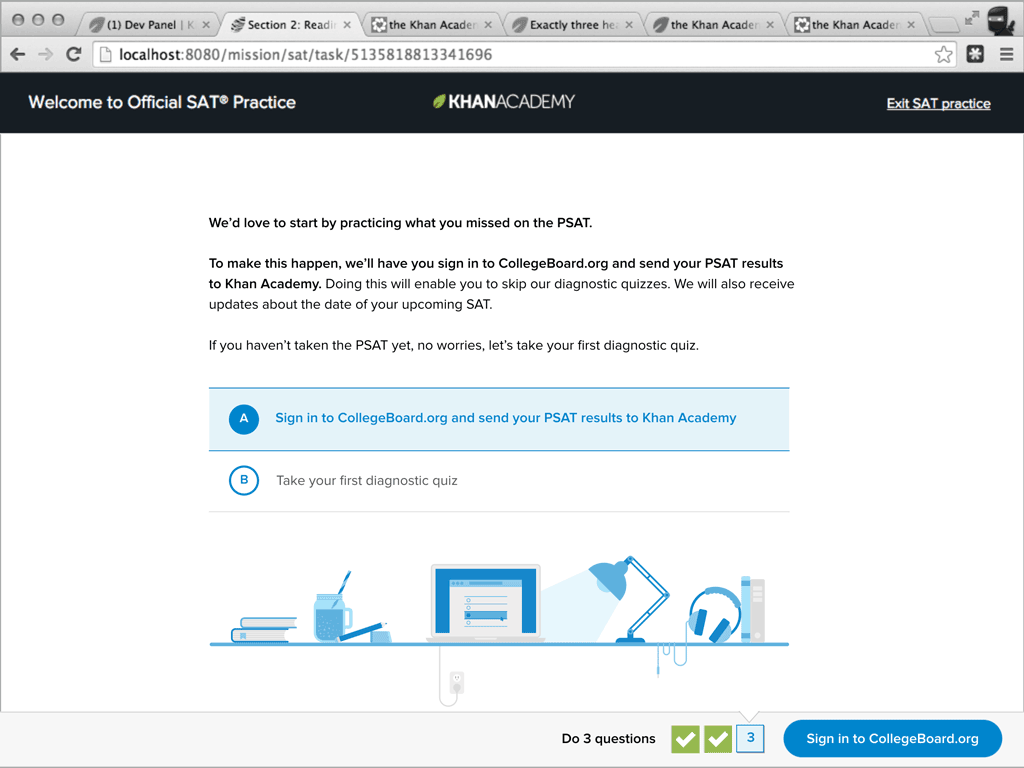 (1) Dev Panel | K
Section 2: Readi
the Khan Academ
Exactly three hea
the Khan Academ
the Khan Academ
localhost:8080/mission/sat/task/5135818813341696
Welcome to Official SAT® Practice
KHANACADEMY
Exit SAT practice
We'd love to start by practicing what you missed on the PSAT.
To make this happen, we'll have you sign in to CollegeBoard.org and send your PSAT results
to Khan Academy. Doing this will enable you to skip our diagnostic quizzes. We will also receive
updates about the date of your upcoming SAT.
If you haven't taken the PSAT yet, no worries, let's take your first diagnostic quiz.
A Sign in to CollegeBoard.org and send your PSAT results to Khan Academy
B Take your first diagnostic quiz
Do 3 questions
3
Sign in to CollegeBoard.org